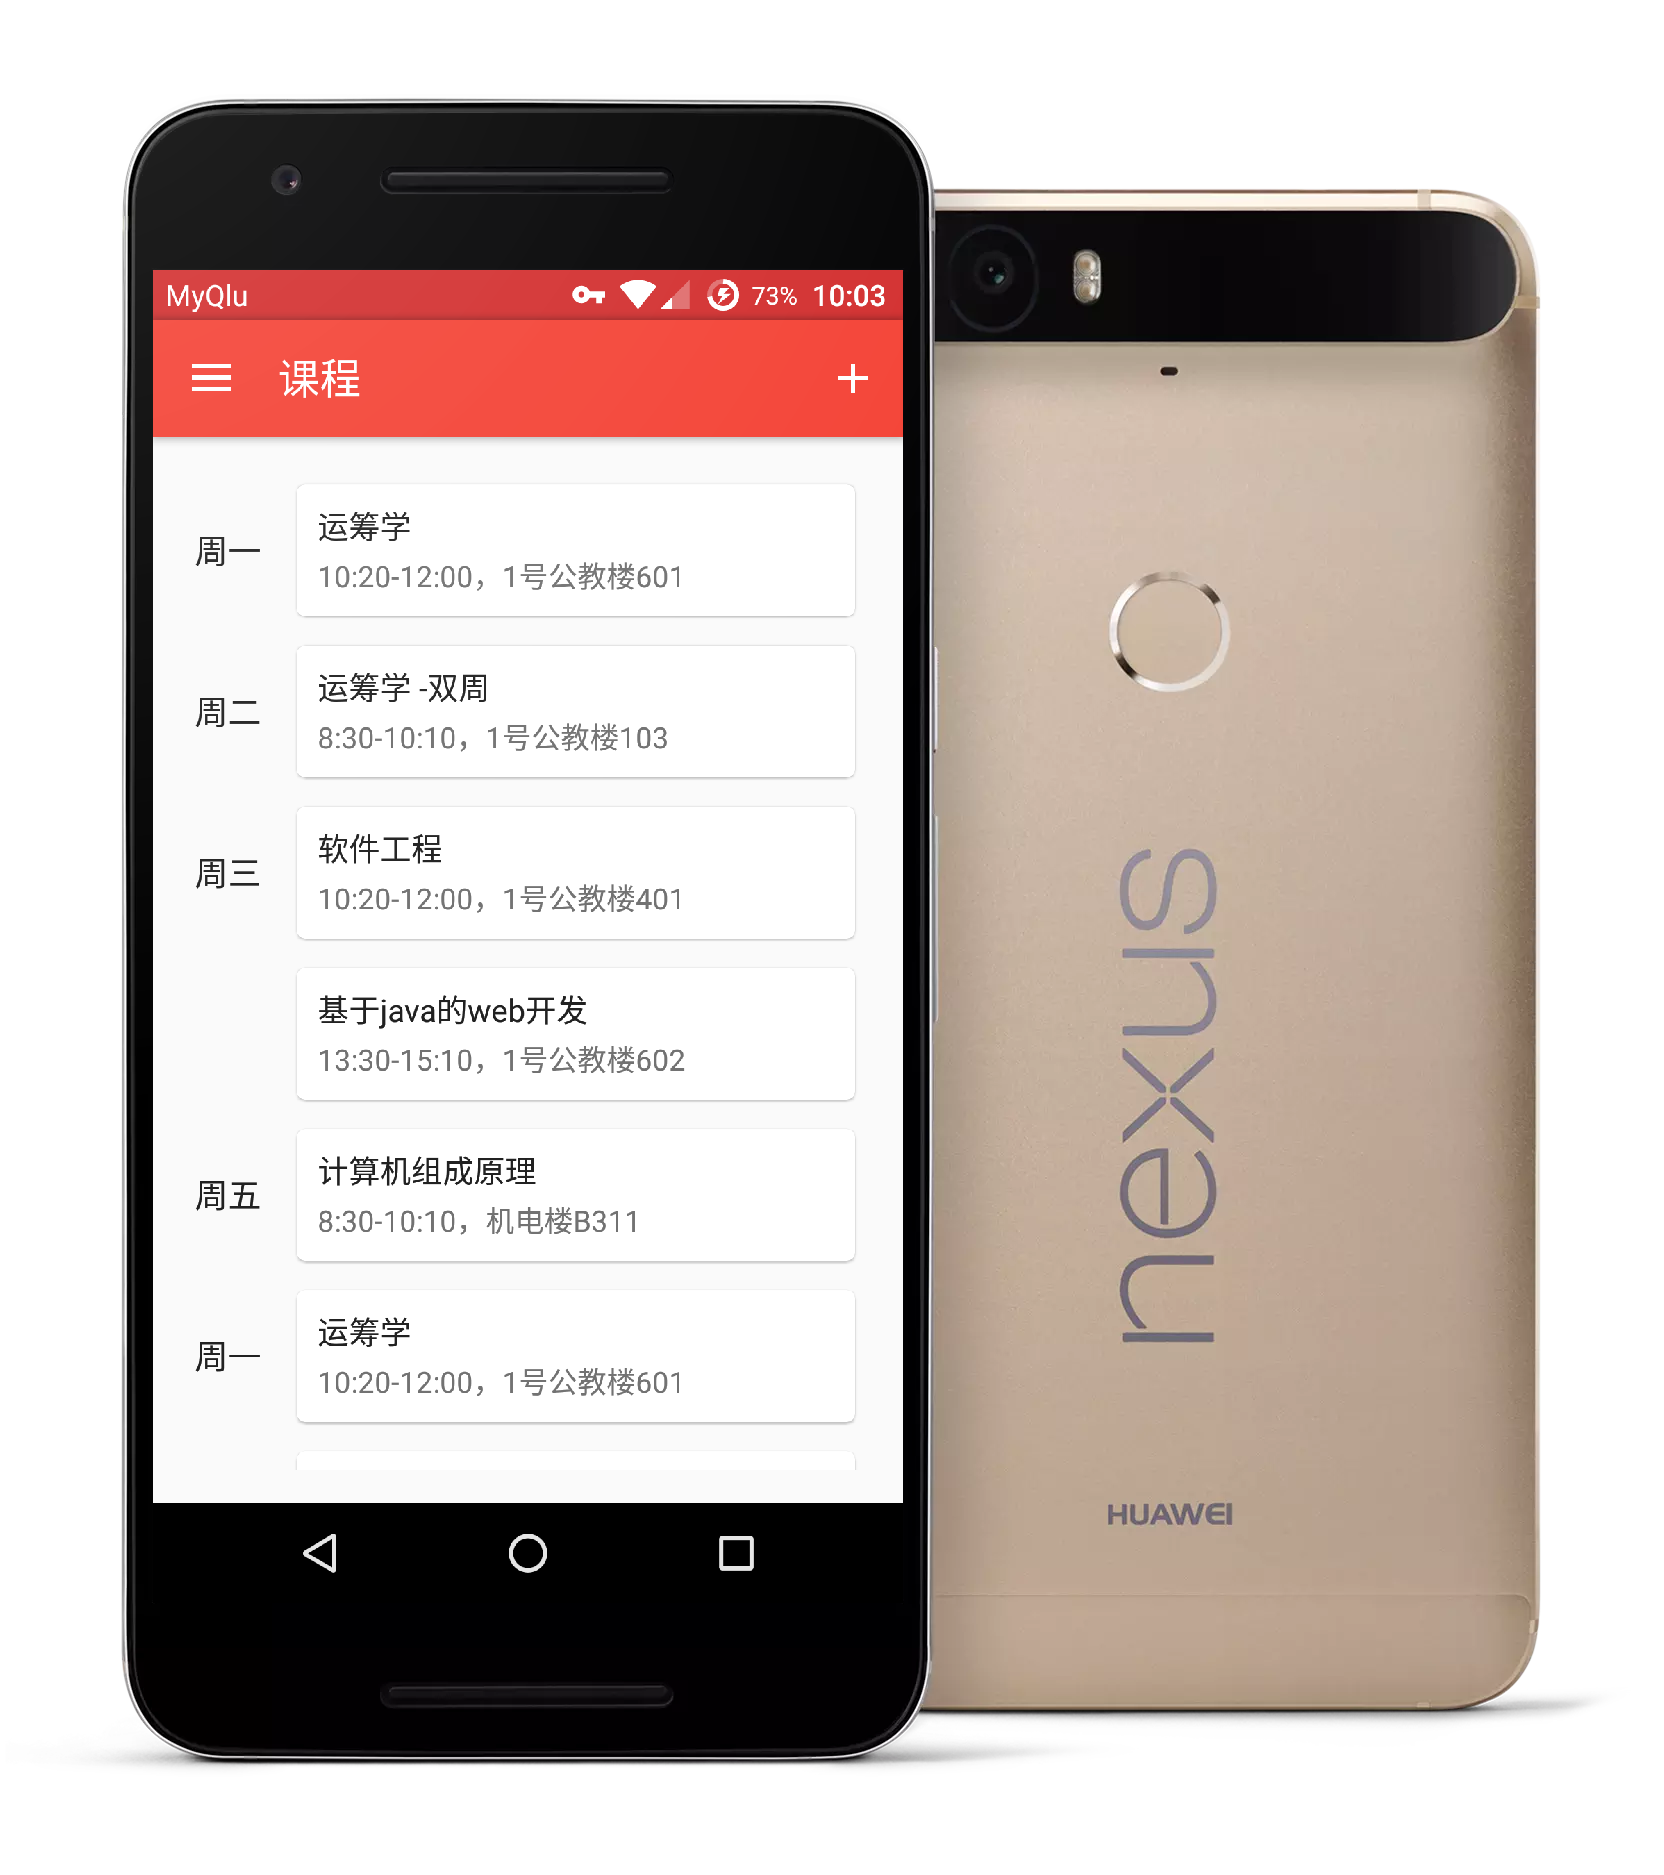 MyQlu 73% 10:03
课程
周一
运筹学
10:20-12:00，1号公教楼601
周二
运筹学 -双周
8:30-10:10，1号公教楼103
周三
软件工程
10:20-12:00，1号公教楼401
基于java的web开发
13:30-15:10，1号公教楼602
周五
计算机组成原理
8:30-10:10，机电楼B311
周一
运筹学
10:20-12:00，1号公教楼601
nexus
HUAWEI